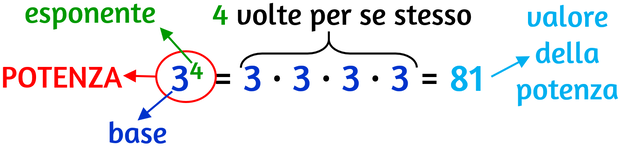 esponente
4 volte per se stesso
valore
della
potenza
POTENZA
3⁴ = 3 · 3 · 3 · 3 = 81
base